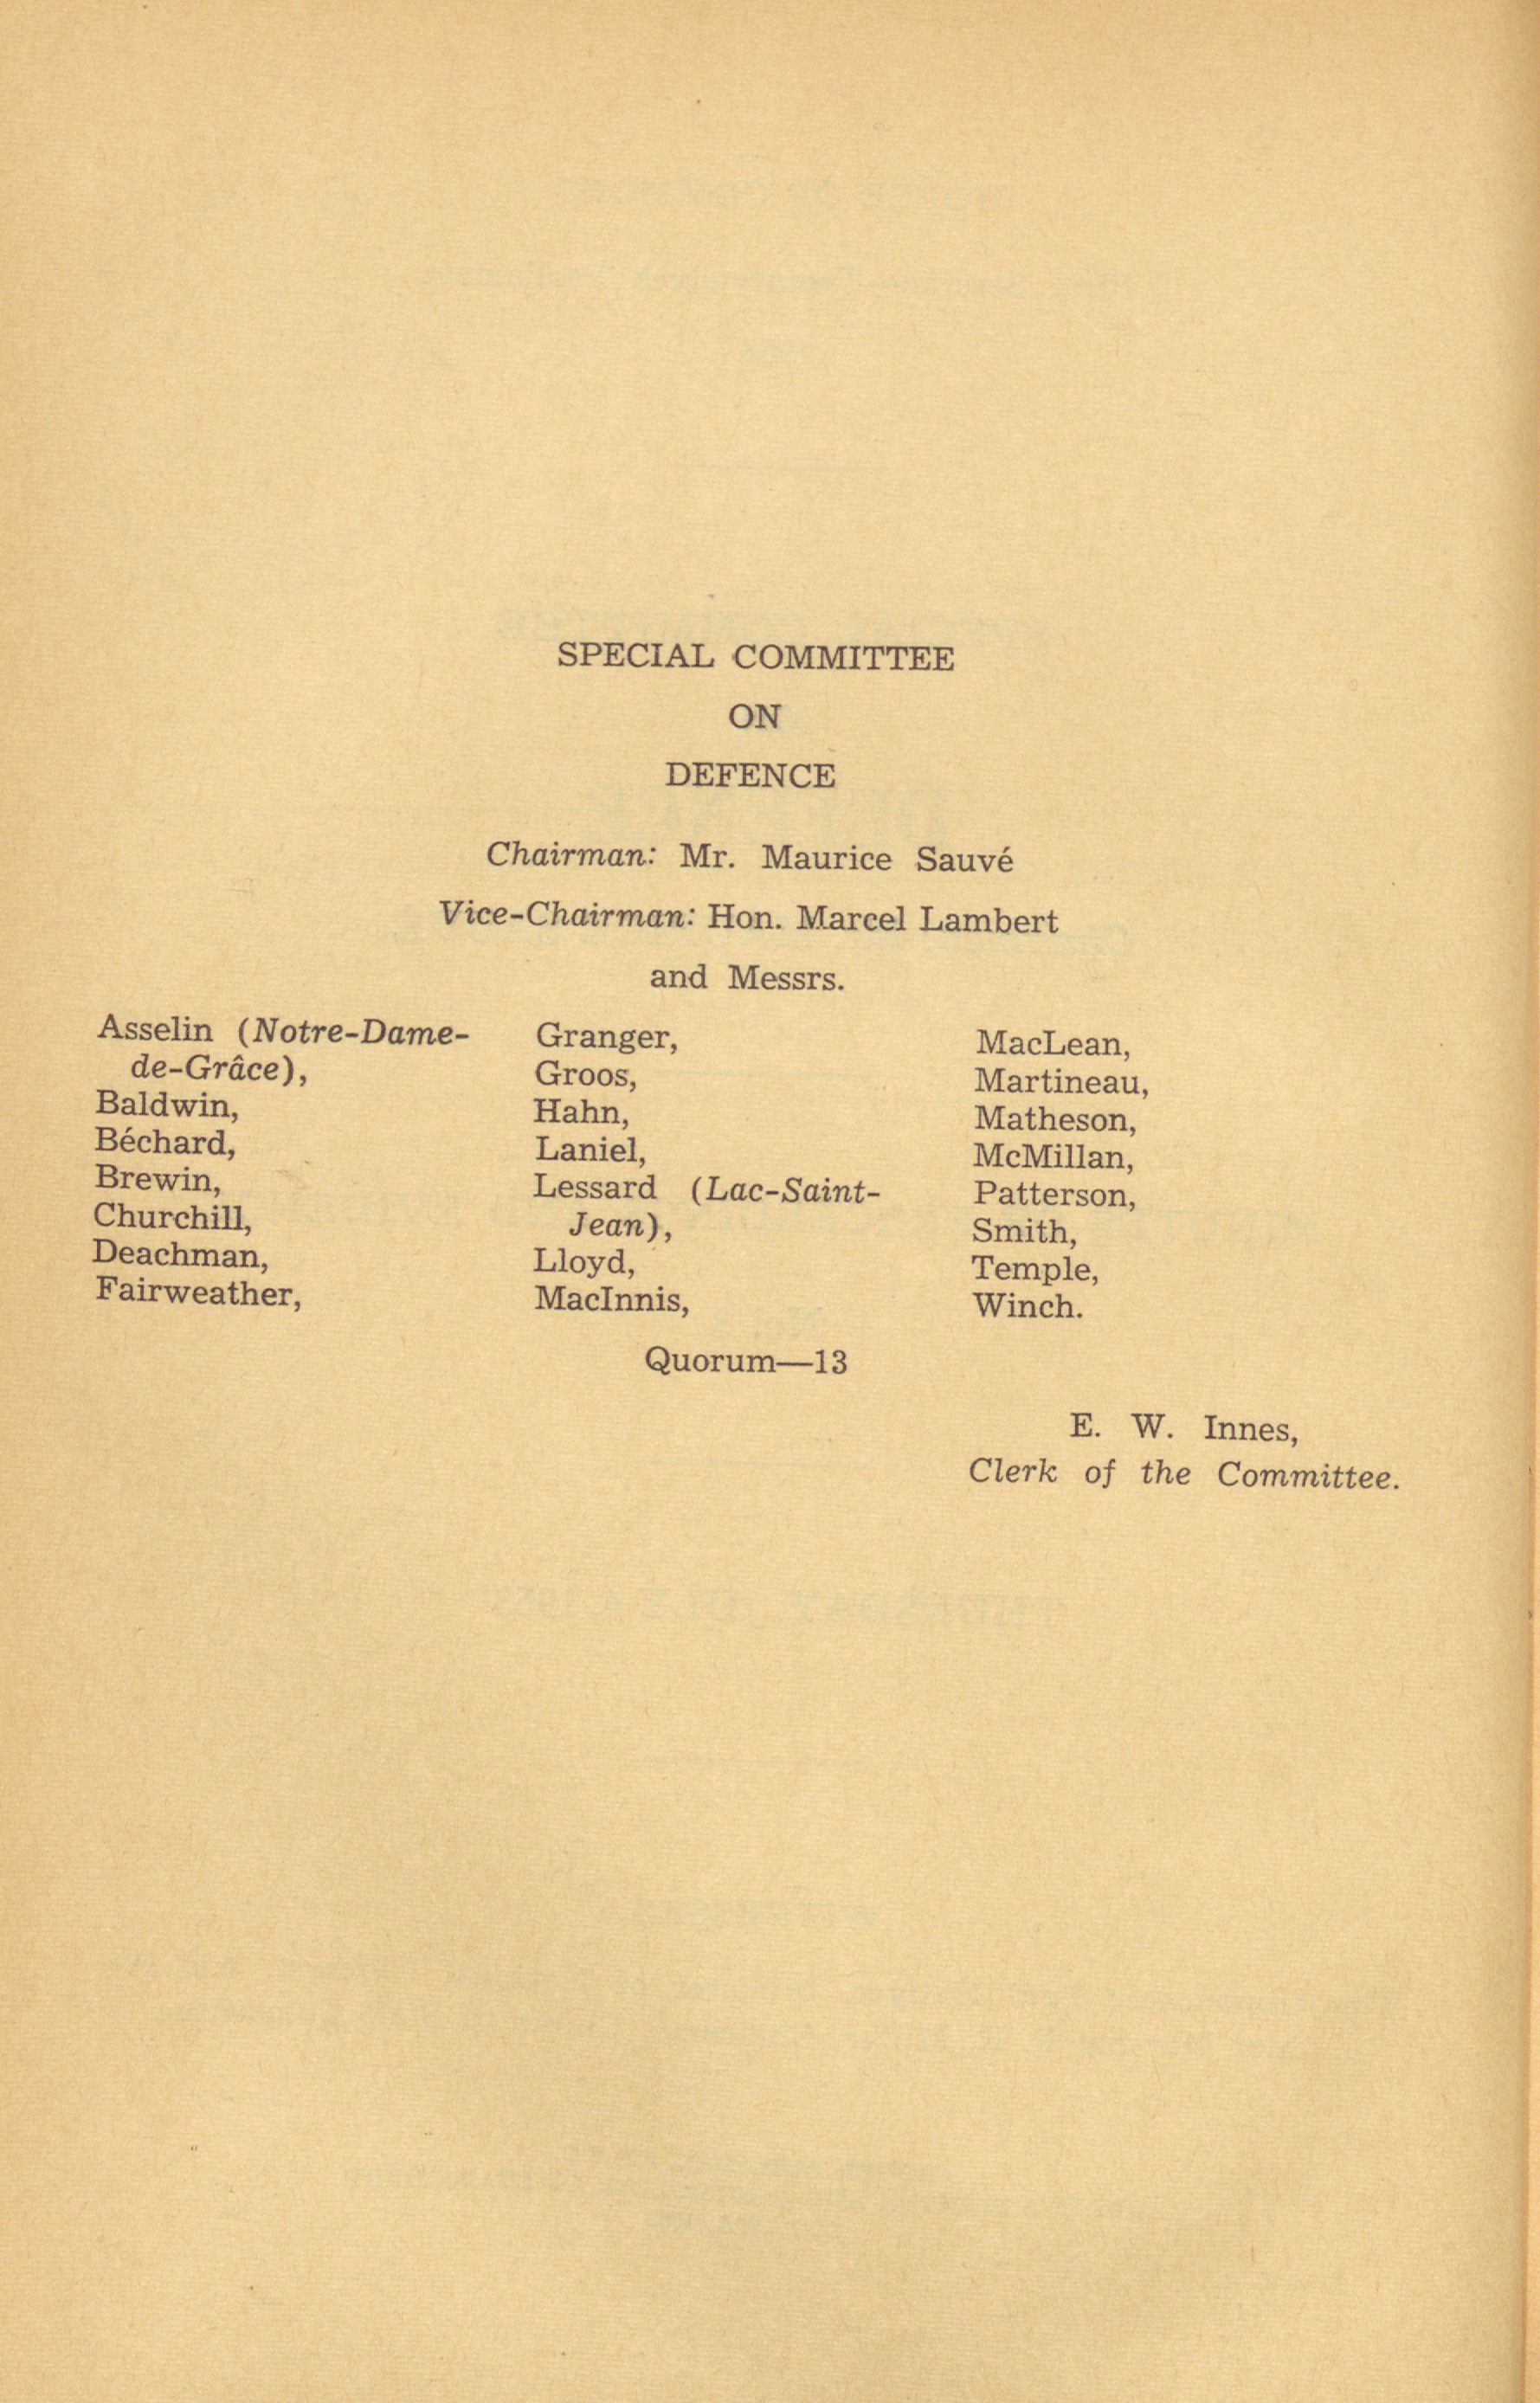 SPECIAL COMMITTEE
ON
DEFENCE
Chairman: Mr. Maurice Sauvé
Vice-Chairman: Hon. Marcel Lambert
and Messrs.
Asselin (Notre-Dame-
de-Grâce),
Baldwin,
Béchard,
Brewin,
Churchill,
Deachman,
Fairweather,
Granger,
Groos,
Hahn,
Laniel,
Lessard (Lac-Saint-
Jean),
Lloyd,
MacInnis,
MacLean,
Martineau,
Matheson,
McMillan,
Patterson,
Smith,
Temple,
Winch.
Quorum—13
E. W. Innes,
Clerk of the Committee.